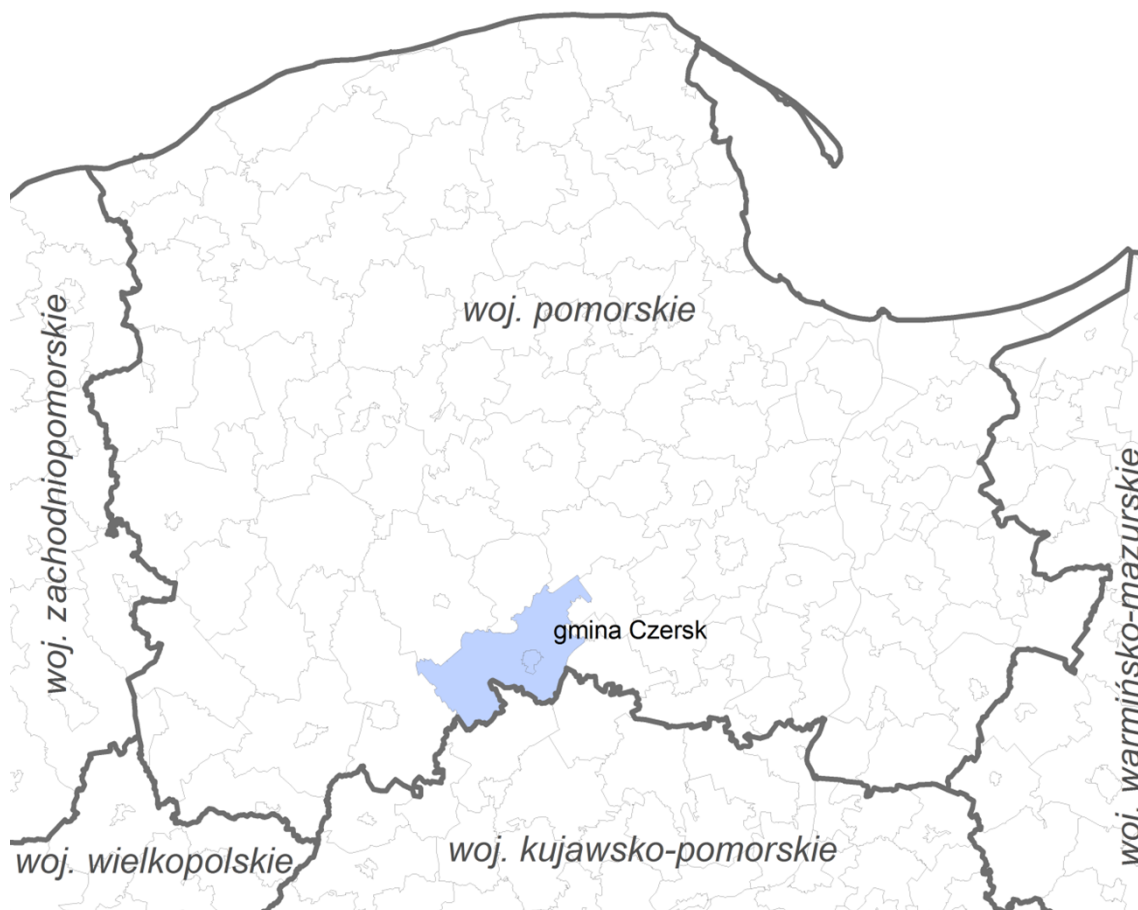 woj. pomorskie
woj. zachodniopomorskie
gmina Czersk
woj. warmińsko-mazurskie
woj. wielkopolskie
woj. kujawsko-pomorskie